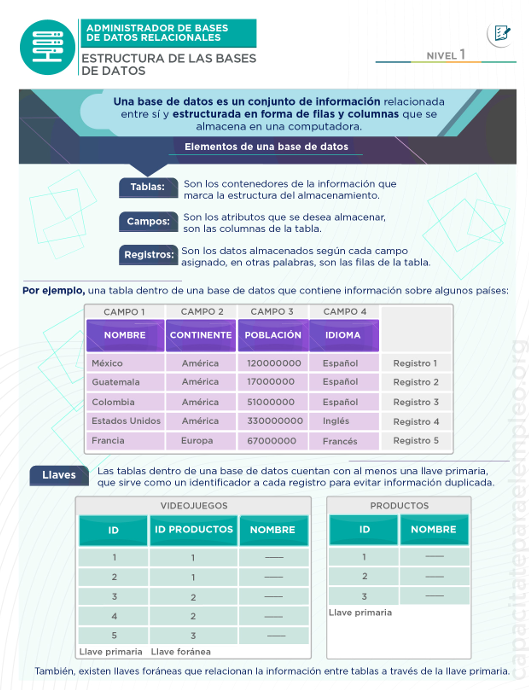 ADMINISTRADOR DE BASES
DE DATOS RELACIONALES
ESTRUCTURA DE LAS BASES
DE DATOS
NIVEL 1
Una base de datos es un conjunto de información relacionada
entre sí y estructurada en forma de filas y columnas que se
almacena en una computadora.
Elementos de una base de datos
Tablas: Son los contenedores de la información que
marca la estructura del almacenamiento.
Campos: Son los atributos que se desea almacenar,
son las columnas de la tabla.
Registros: Son los datos almacenados según cada campo
asignado, en otras palabras, son las filas de la tabla.
Por ejemplo, una tabla dentro de una base de datos que contiene información sobre algunos países:
CAMPO 1 CAMPO 2 CAMPO 3 CAMPO 4
NOMBRE CONTINENTE POBLACIÓN IDIOMA
México América 120000000 Español Registro 1
Guatemala América 17000000 Español Registro 2
Colombia América 51000000 Español Registro 3
Estados Unidos América 330000000 Inglés Registro 4
Francia Europa 67000000 Francés Registro 5
Llaves Las tablas dentro de una base de datos cuentan con al menos una llave primaria,
que sirve como un identificador a cada registro para evitar información duplicada.
VIDEOJUEGOS
ID ID PRODUCTOS NOMBRE
1 1 ——
2 1 ——
3 2 ——
4 2 ——
5 3 ——
Llave primaria Llave foránea
PRODUCTOS
ID NOMBRE
1 ——
2 ——
3 ——
Llave primaria
También, existen llaves foráneas que relacionan la información entre tablas a través de la llave primaria.
capacitateparaelempleo.org